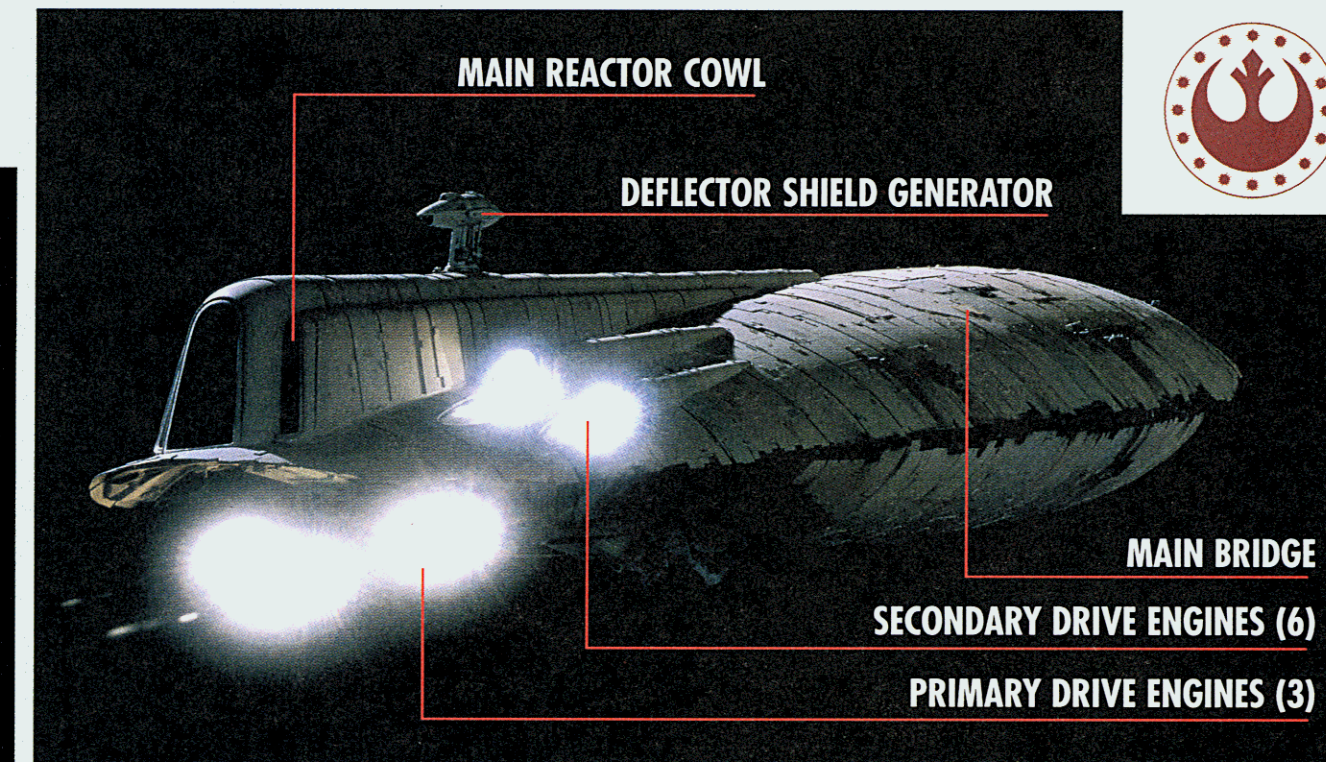 MAIN REACTOR COWL
DEFLECTOR SHIELD GENERATOR
MAIN BRIDGE
SECONDARY DRIVE ENGINES (6)
PRIMARY DRIVE ENGINES (3)